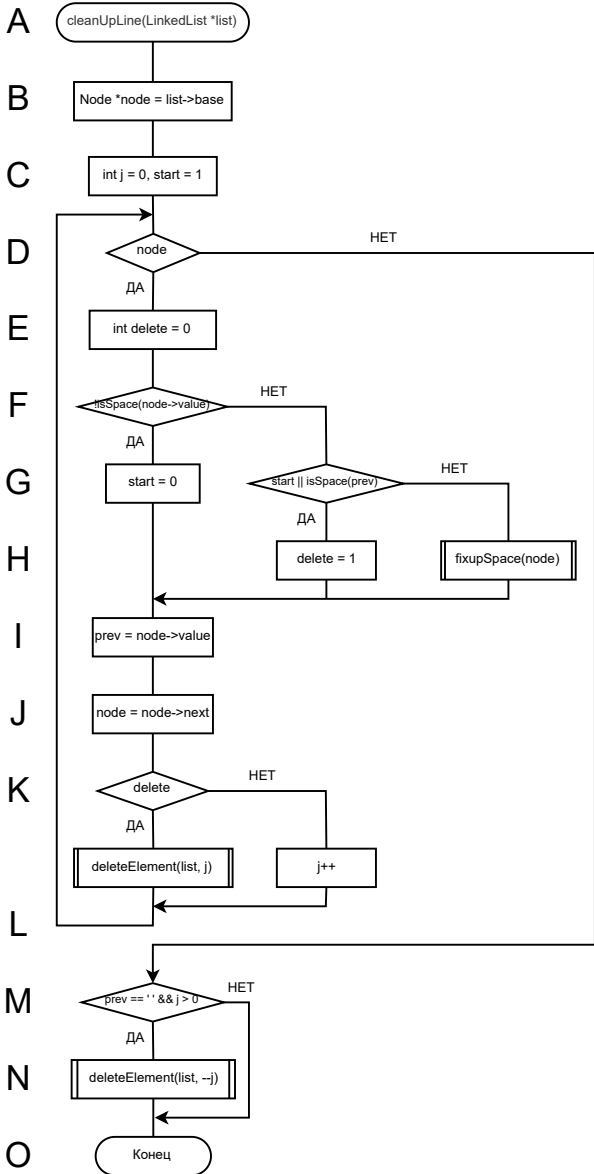 A
cleanUpLine(LinkedList *list)
B
Node *node = list->base
C
int j = 0, start = 1
НЕТ
D
node
ДА
E
int delete = 0
НЕТ
F
!isSpace(node->value)
ДА
НЕТ
G
start = 0
start || isSpace(prev)
ДА
H
delete = 1
fixupSpace(node)
I
prev = node->value
J
node = node->next
НЕТ
K
delete
ДА
deleteElement(list, j)
j++
L
НЕТ
M
prev == ' ' && j > 0
ДА
N
deleteElement(list, --j)
O
Конец